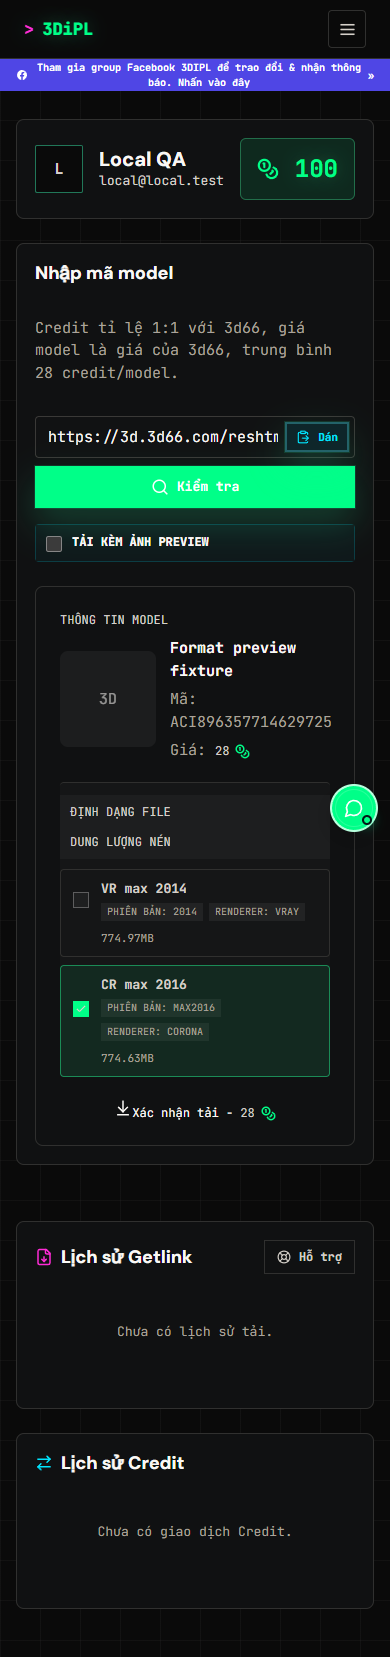 > 3DiPL
Tham gia group Facebook 3DIPL để trao đổi & nhận thông
báo. Nhấn vào đây
»
L
Local QA
local@local.test
100
Nhập mã model
Credit tỉ lệ 1:1 với 3d66, giá
model là giá của 3d66, trung bình
28 credit/model.
https://3d.3d66.com/reshtm
Dán
Kiểm tra
TẢI KÈM ẢNH PREVIEW
THÔNG TIN MODEL
3D
Format preview
fixture
Mã:
ACI896357714629725
Giá: 28
ĐỊNH DẠNG FILE
DUNG LƯỢNG NÉN
VR max 2014
PHIÊN BẢN: 2014 RENDERER: VRAY
774.97MB
CR max 2016
PHIÊN BẢN: MAX2016
RENDERER: CORONA
774.63MB
Xác nhận tải - 28
Lịch sử Getlink
Hỗ trợ
Chưa có lịch sử tải.
Lịch sử Credit
Chưa có giao dịch Credit.